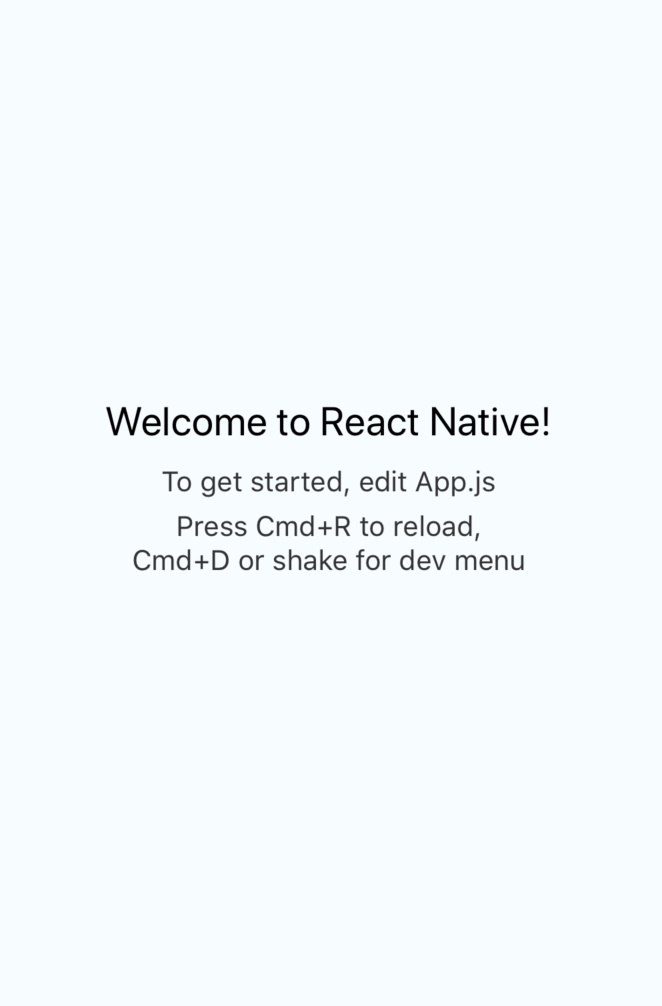 Welcome to React Native!
To get started, edit App.js
Press Cmd+R to reload,
Cmd+D or shake for dev menu